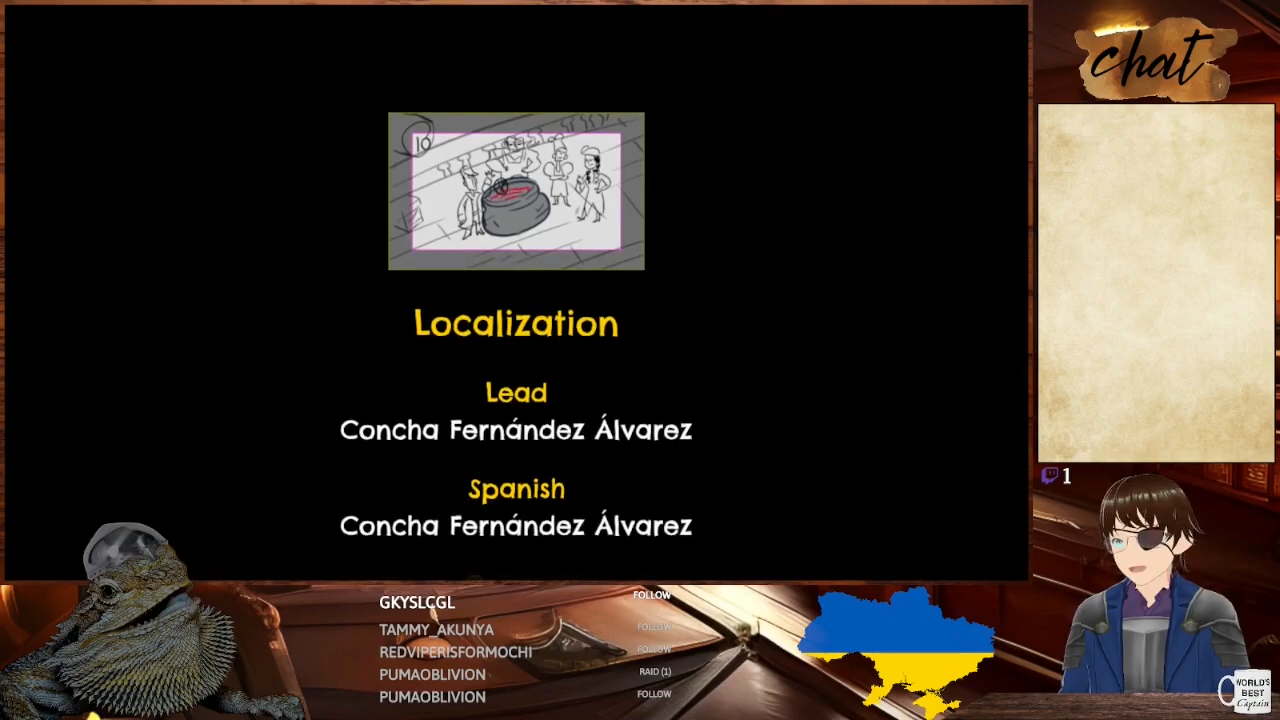 chat
10
Localization
Lead
Concha Fernández Álvarez
Spanish
Concha Fernández Álvarez
1
GKYSLCGL FOLLOW
TAMMY_AKUNYA FOLLOW
REDVIPERISFORMOCHI FOLLOW
PUMAOBLIVION RAID (1)
PUMAOBLIVION FOLLOW
WORLD'S
BEST
Captain